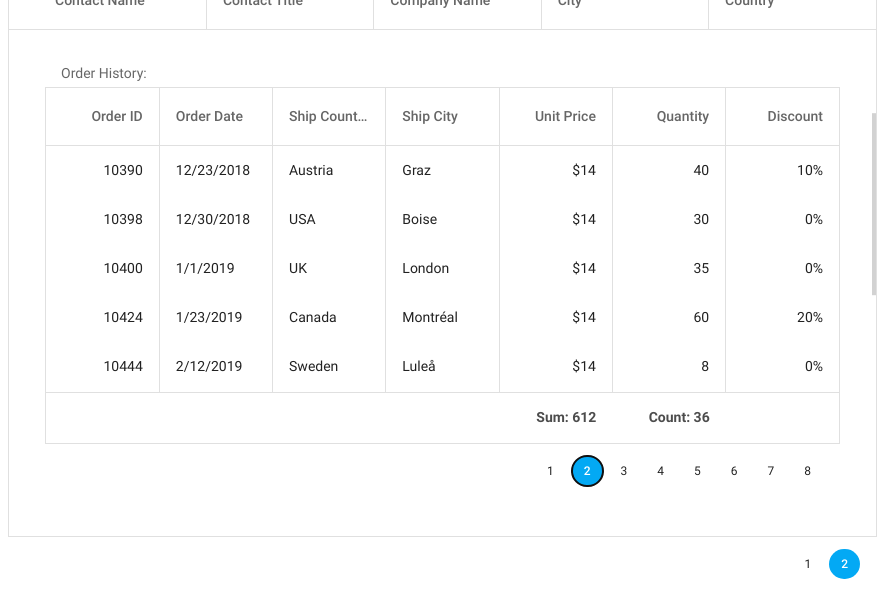 Contact Name Contact Title Company Name City Country
Order History:
Order ID Order Date Ship Count... Ship City Unit Price Quantity Discount
10390 12/23/2018 Austria Graz $14 40 10%
10398 12/30/2018 USA Boise $14 30 0%
10400 1/1/2019 UK London $14 35 0%
10424 1/23/2019 Canada Montréal $14 60 20%
10444 2/12/2019 Sweden Luleå $14 8 0%
Sum: 612 Count: 36
1 2 3 4 5 6 7 8
1 2